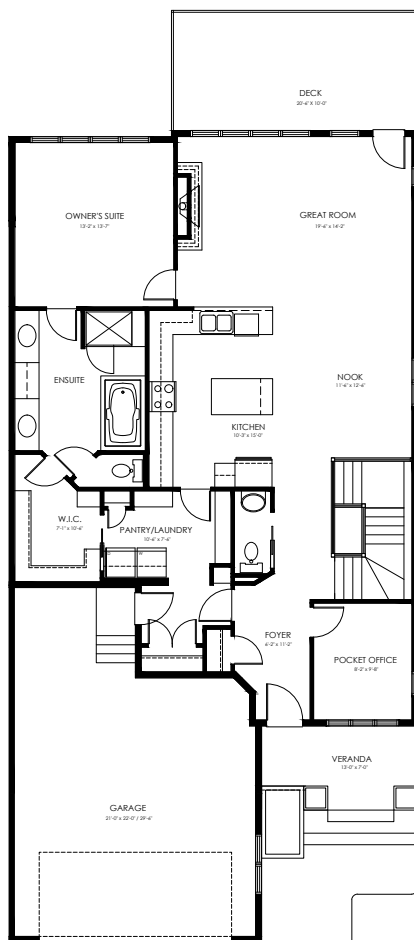 DECK
20'-6" X 10'-0"
OWNER'S SUITE
13'-2" x 13'-7"
GREAT ROOM
19'-6" x 14'-2"
ENSUITE
NOOK
11'-6" x 12'-6"
KITCHEN
10'-3" x 15'-0"
W.I.C.
7'-1" x 10'-6"
PANTRY/LAUNDRY
10'-6" x 7'-6"
FOYER
6'-2" x 11'-2"
POCKET OFFICE
8'-2" x 9'-8"
VERANDA
13'-0" x 7'-0"
GARAGE
21'-0" x 22'-0" / 29'-6"